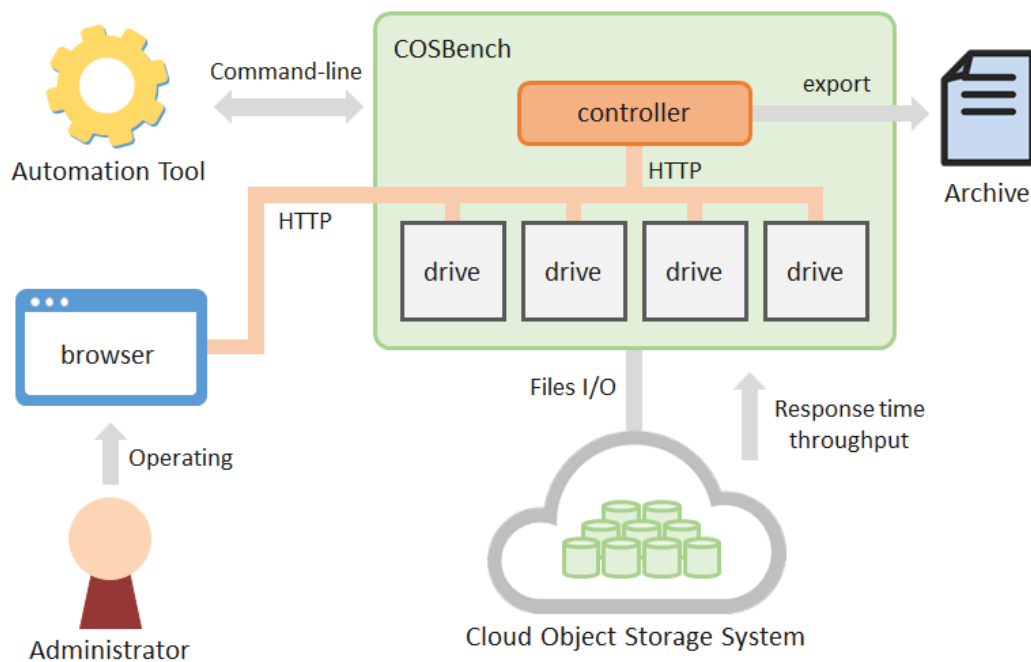 COSBench
Command-line
export
controller
Automation Tool
HTTP
Archive
HTTP
drive
drive
drive
drive
browser
Files I/O
Response time
throughput
Operating
Cloud Object Storage System
Administrator